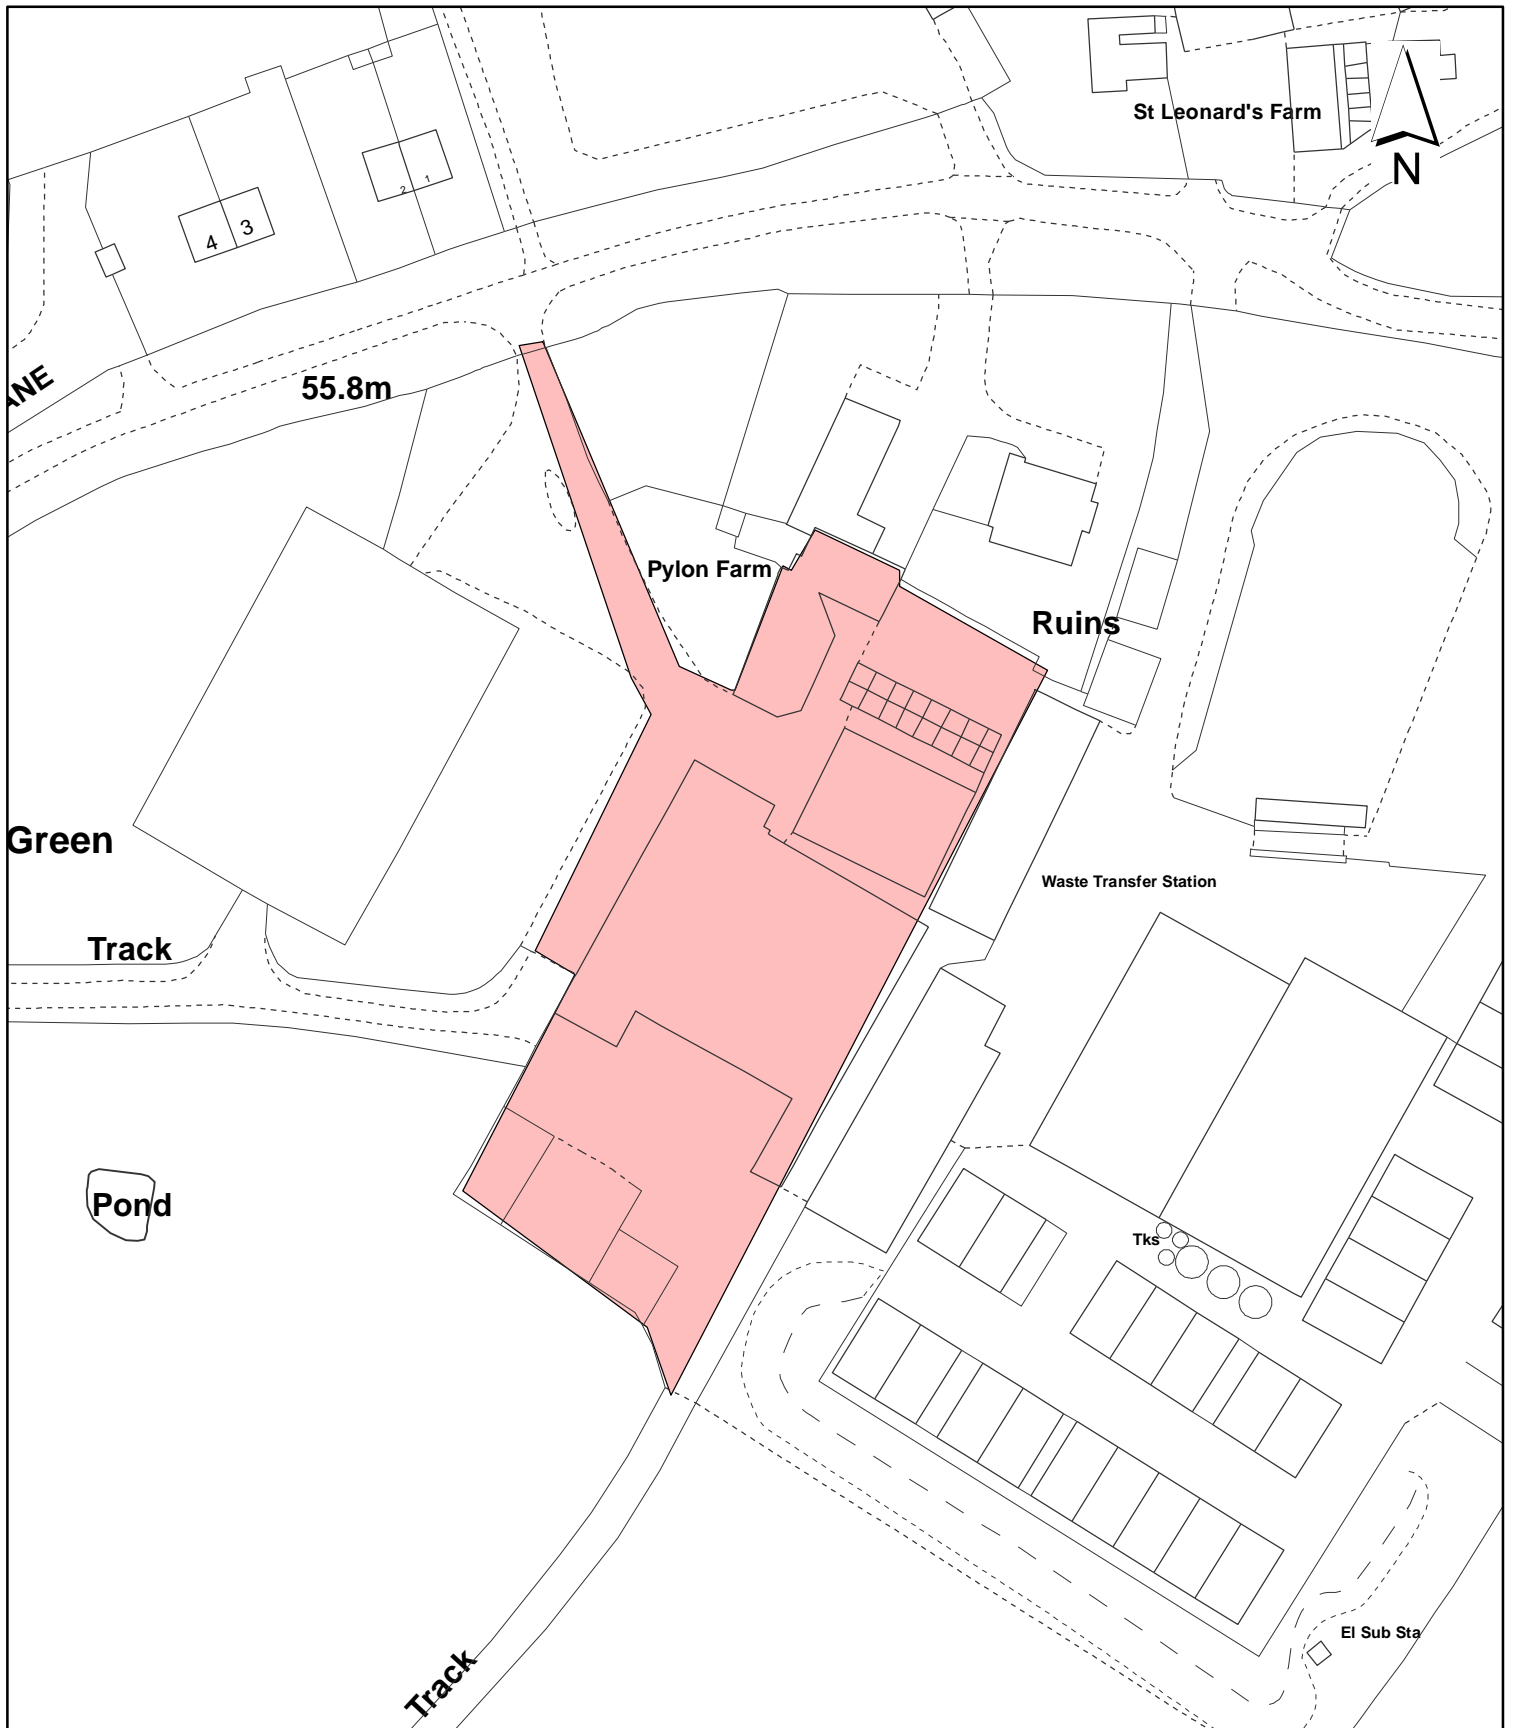 St Leonard's Farm
N
1
2
3
4
ANE
55.8m
Pylon Farm
Ruins
Green
Waste Transfer Station
Track
Pond
Tks
El Sub Sta
Track